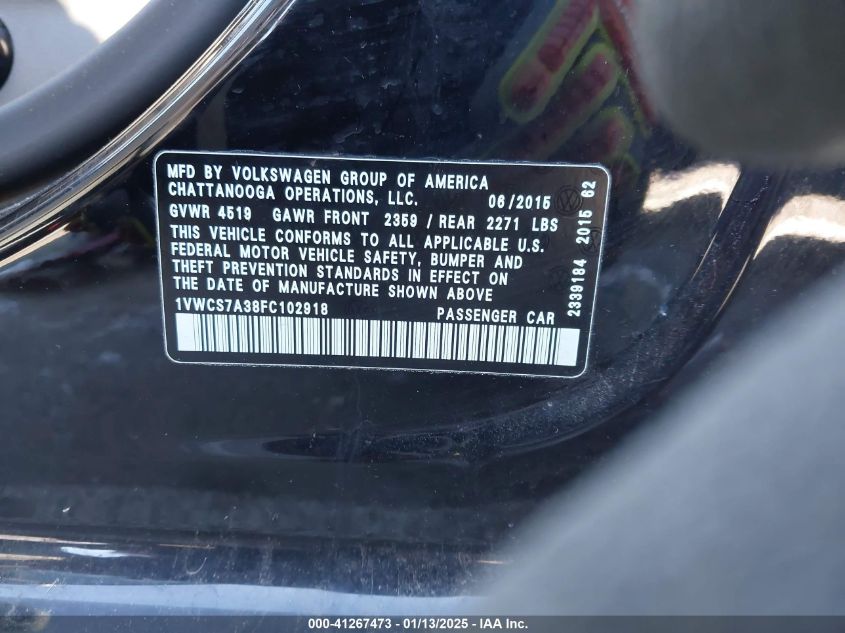 MFD BY VOLKSWAGEN GROUP OF AMERICA
CHATTANOOGA OPERATIONS, LLC. 06/2015
GVWR 4519 GAWR FRONT 2359 / REAR 2271 LBS
THIS VEHICLE CONFORMS TO ALL APPLICABLE U.S.
FEDERAL MOTOR VEHICLE SAFETY, BUMPER AND
THEFT PREVENTION STANDARDS IN EFFECT ON
THE DATE OF MANUFACTURE SHOWN ABOVE
1VWCS7A38FC102918 PASSENGER CAR
2339184 2015 62
000-41267473 - 01/13/2025 - IAA Inc.